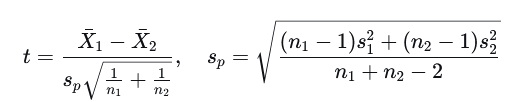 t = \frac{\bar{X}_1 - \bar{X}_2}{s_p \sqrt{\frac{1}{n_1} + \frac{1}{n_2}}}, \quad s_p = \sqrt{\frac{(n_1 - 1)s_1^2 + (n_2 - 1)s_2^2}{n_1 + n_2 - 2}}